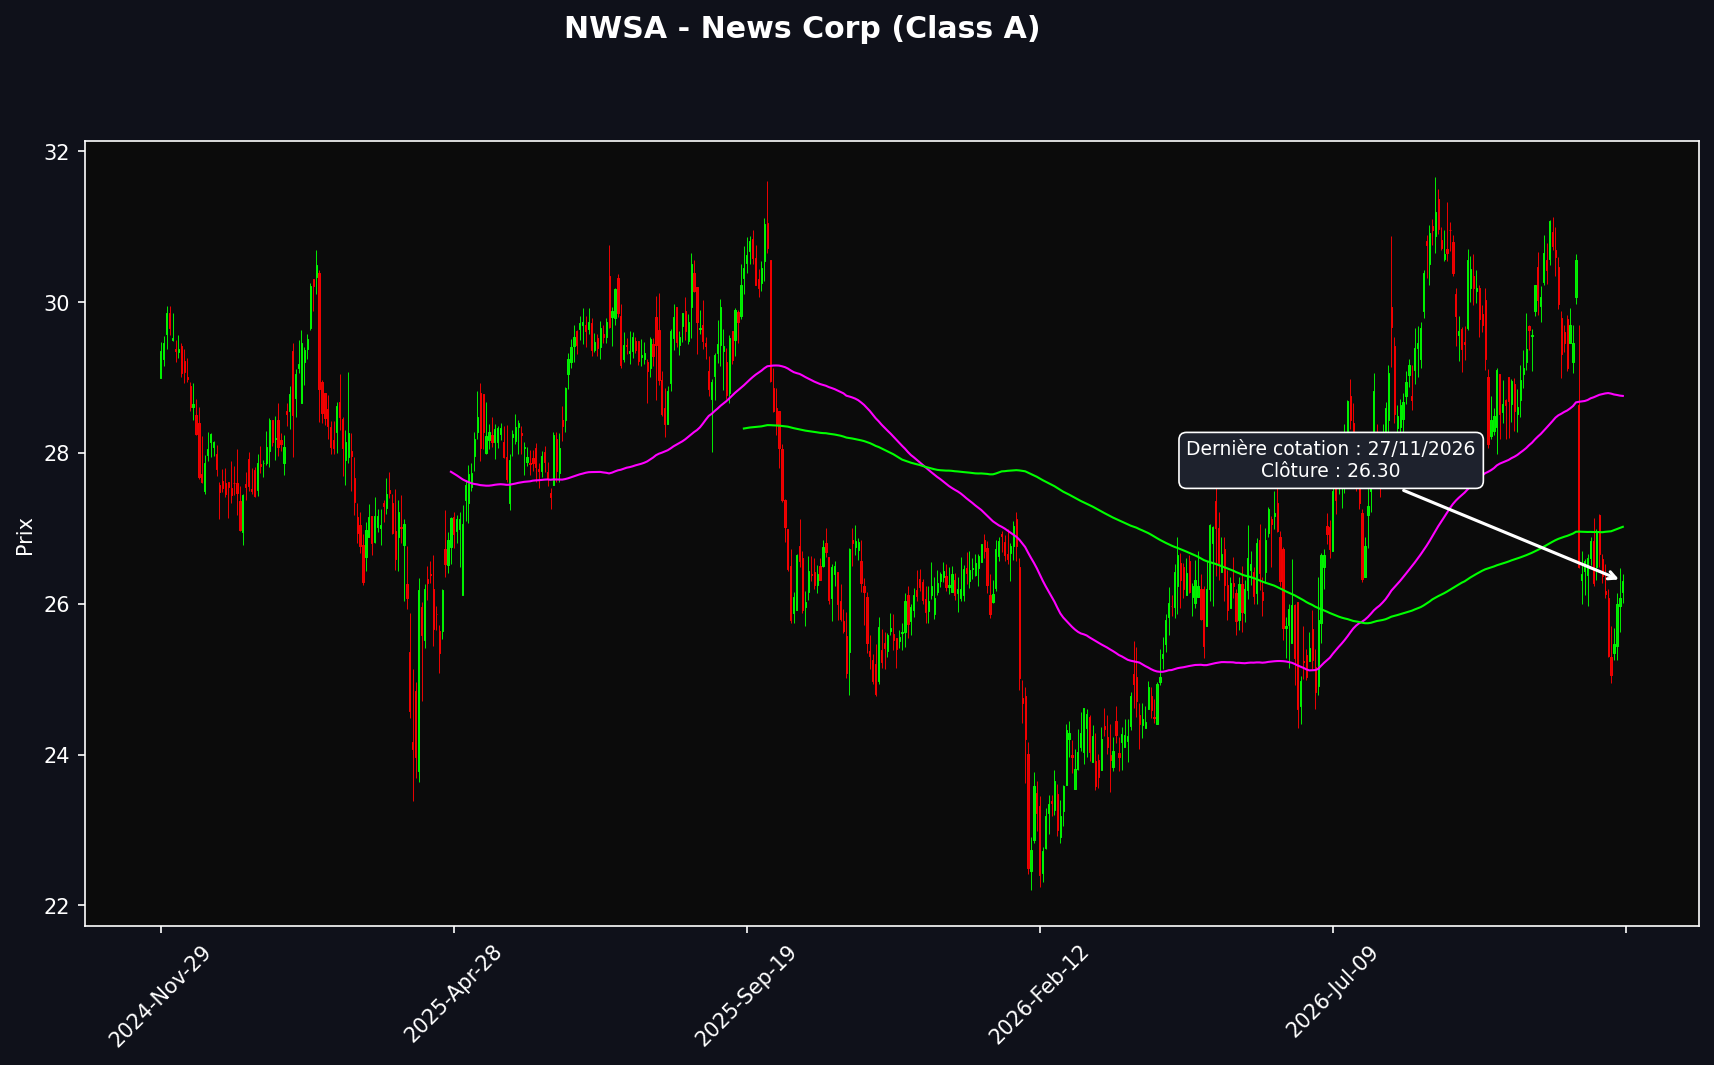 NWSA - News Corp (Class A)
32
30
28
26
24
22
Prix
Dernière cotation : 27/11/2026
Clôture : 26.30
2024-Nov-29
2025-Apr-28
2025-Sep-19
2026-Feb-12
2026-Jul-09